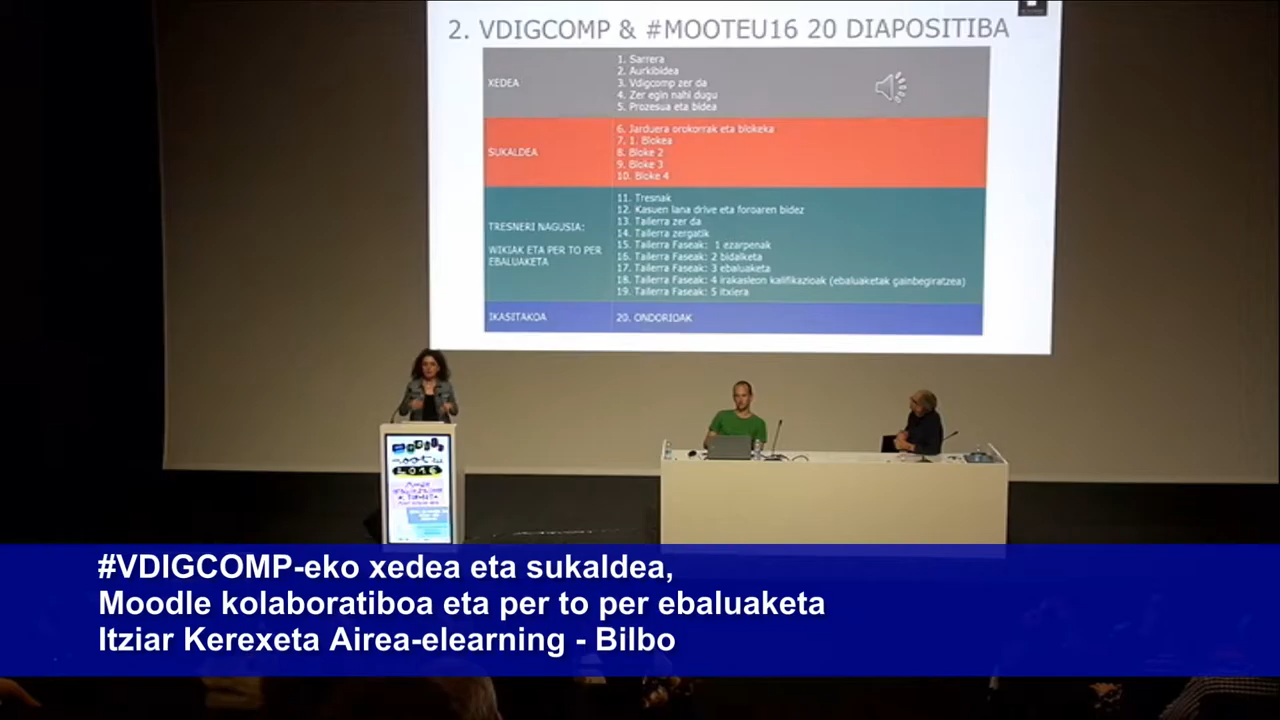 2. VDIGCOMP & #MOOTEU16 20 DIAPOSITIBA
XEDEA
1. Sarrera
2. Aurkibidea
3. Vdigcomp zer da
4. Zer egin nahi dugu
5. Prozesua eta bidea
SUKALDEA
6. Jarduera orokorrak eta blokeka
7. 1. Blokea
8. Bloke 2
9. Bloke 3
10. Bloke 4
TRESNERI NAGUSIA:
WIKIAK ETA PER TO PER
EBALUAKETA
11. Tresnak
12. Kasuen lana drive eta foroaren bidez
13. Tailerra zer da
14. Tailerra zergatik
15. Tailerra Faseak: 1 ezarpenak
16. Tailerra Faseak: 2 bidalketa
17. Tailerra Faseak: 3 ebaluaketa
18. Tailerra Faseak: 4 irakasleon kalifikazioak (ebaluaketak gainbegiratzea)
19. Tailerra Faseak: 5 itxiera
IKASITAKOA
20. ONDORIOAK
mooteu
2016
#VDIGCOMP-eko xedea eta sukaldea,
Moodle kolaboratiboa eta per to per ebaluaketa
Itziar Kerexeta Airea-elearning - Bilbo